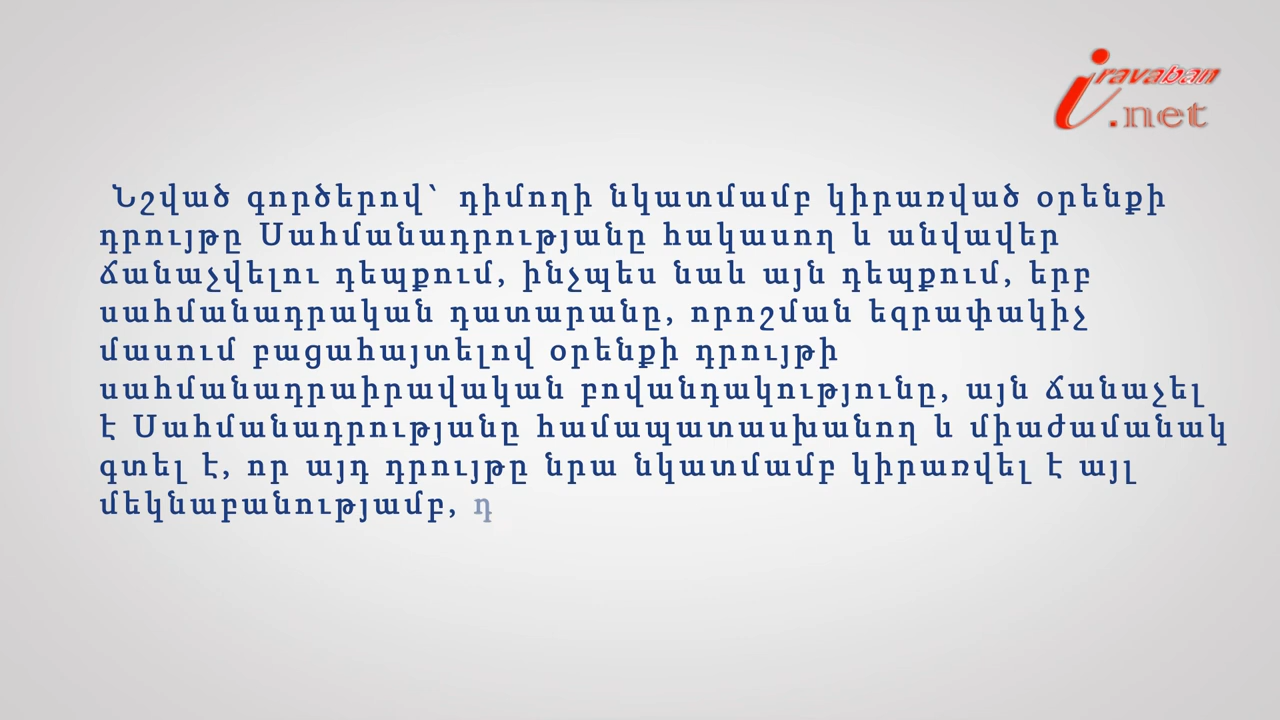 iravaban
.net
Նշված գործերով՝ դիմողի նկատմամբ կիրառված օրենքի
դրույթը Սահմանադրությանը հակասող և անվավեր
ճանաչվելու դեպքում, ինչպես նաև այն դեպքում, երբ
սահմանադրական դատարանը, որոշման եզրափակիչ
մասում բացահայտելով օրենքի դրույթի
սահմանադրաիրավական բովանդակությունը, այն ճանաչել
է Սահմանադրությանը համապատասխանող և միաժամանակ
գտել է, որ այդ դրույթը նրա նկատմամբ կիրառվել է այլ
մեկնաբանությամբ, դ